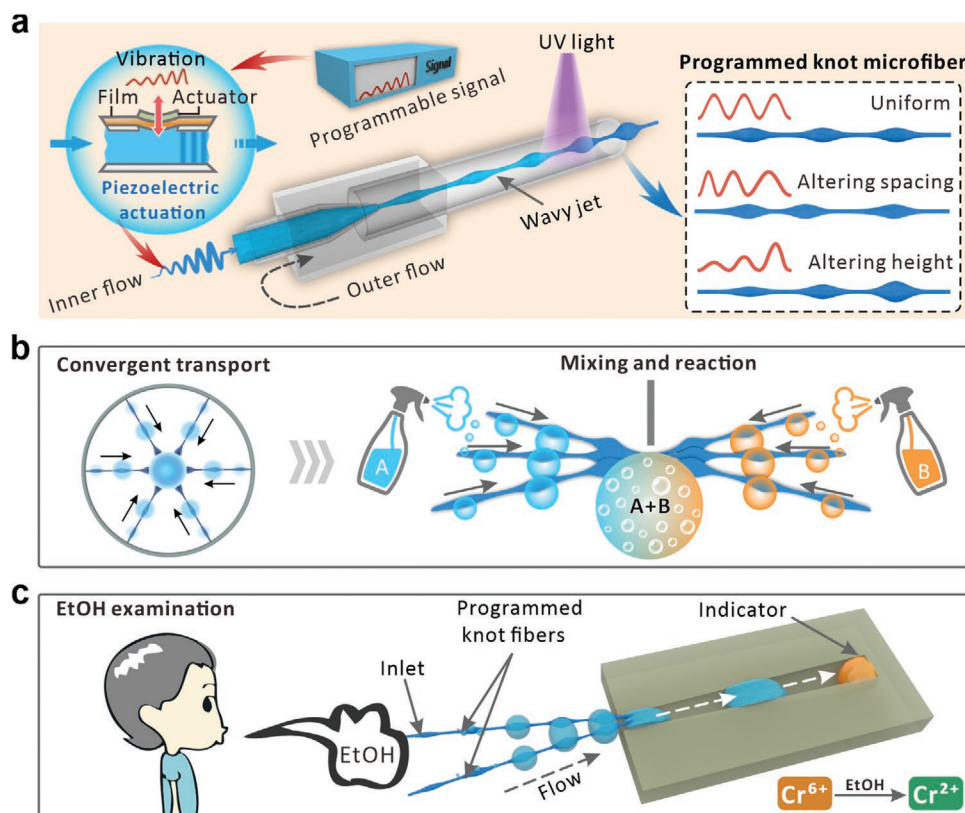 a
Vibration
Film
Actuator
Piezoelectric
actuation
Signal
Programmable signal
UV light
Wavy jet
Inner flow
Outer flow
Programmed knot microfiber
Uniform
Altering spacing
Altering height
b
Convergent transport
Mixing and reaction
A
A+B
B
c
EtOH examination
Programmed
knot fibers
Inlet
EtOH
Flow
Indicator
Cr⁶⁺
EtOH
Cr²⁺